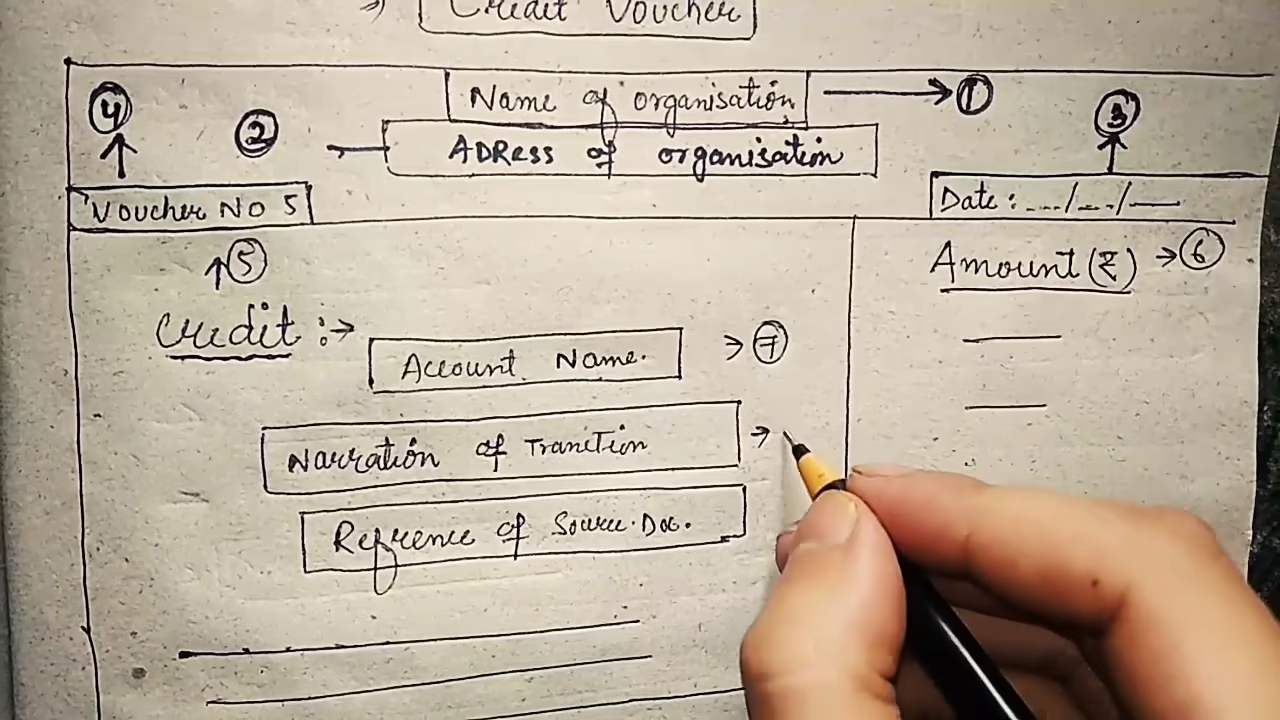 ⇒ Credit Voucher
4 2 Name of organisation → 1 3
ADRess of organisation
Voucher No 5 Date: __/__/__
↑ 5 Amount (₹) → 6
Credit :→
Account Name. → 7
Narration of Tranction →
Refrence of Source. Doc.